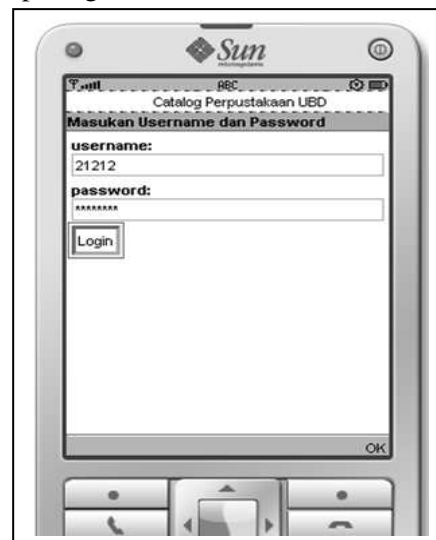 Sun
ABC
Catalog Perpustakaan UBD
Masukan Username dan Password
username:
21212
password:
********
Login
OK